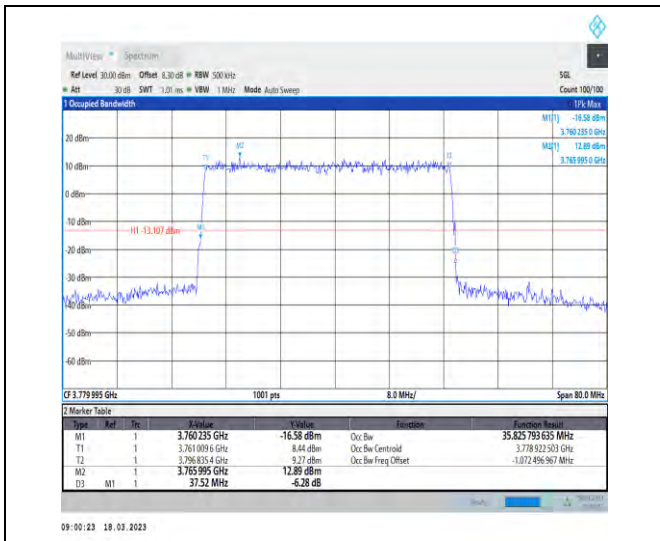 MultiView Spectrum
Ref Level 30.00 dBm Offset 8.30 dB RBW 500 kHz SGL
Att 30 dB SWT 1.01 ms VBW 1 MHz Mode Auto Sweep Count 100/100
1 Occupied Bandwidth 1Pk Max
M1[1] -16.58 dBm
3.760 235 0 GHz
M2[1] 12.89 dBm
3.765 995 0 GHz
20 dBm
M2
T1
10 dBm
0 dBm
-10 dBm
H1 -13.107 dBm
M1
-20 dBm
-30 dBm
-40 dBm
-50 dBm
-60 dBm
CF 3.779 995 GHz 1001 pts 8.0 MHz/ Span 80.0 MHz
2 Marker Table
Type Ref Trc X-Value Y-Value Function Function Result
M1 1 3.760 235 GHz -16.58 dBm Occ Bw 35.825 793 635 MHz
T1 1 3.761 009 6 GHz 8.44 dBm Occ Bw Centroid 3.778 922 503 GHz
T2 1 3.796 835 4 GHz 9.27 dBm Occ Bw Freq Offset -1.072 496 967 MHz
M2 1 3.765 995 GHz 12.89 dBm
D3 M1 1 37.52 MHz -6.28 dB
09:00:23 18.03.2023